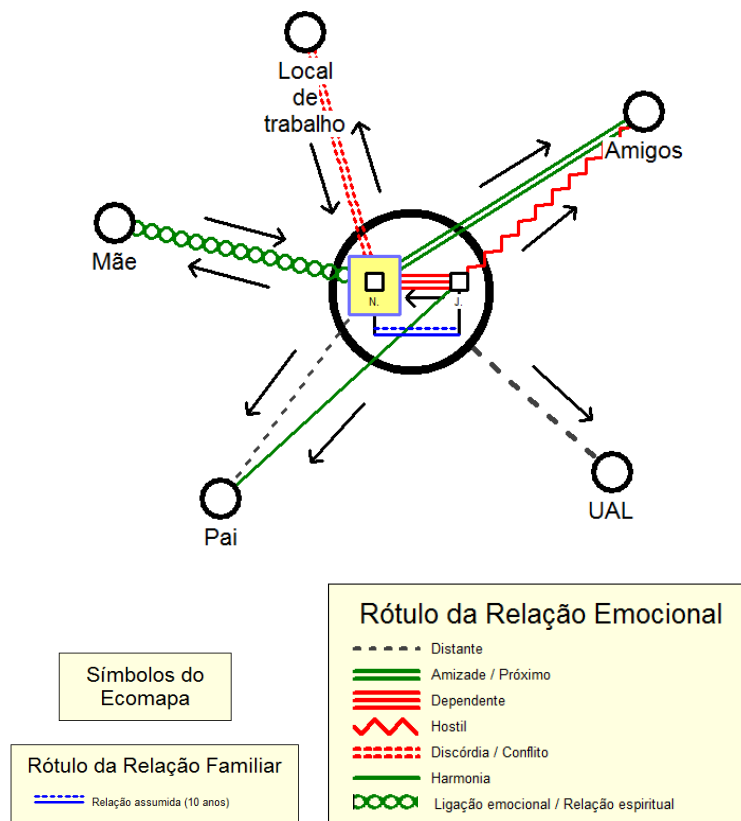 Local
de
trabalho
Amigos
Mãe
N.
J.
UAL
Pai
Símbolos do
Ecomapa
Rótulo da Relação Familiar
Relação assumida (10 anos)
Rótulo da Relação Emocional
Distante
Amizade / Próximo
Dependente
Hostil
Discórdia / Conflito
Harmonia
Ligação emocional / Relação espiritual